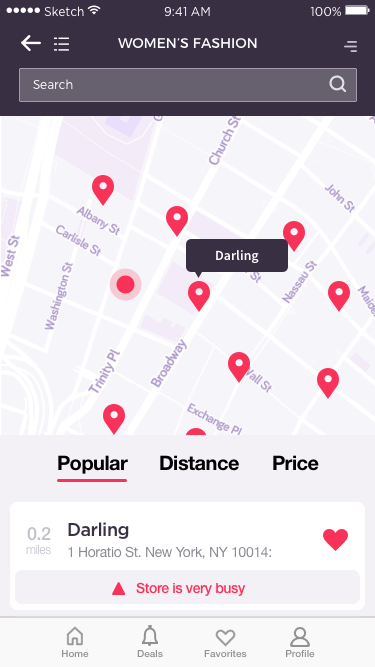 Sketch 9:41 AM 100%
WOMEN'S FASHION
Search
Church St
John St
Albany St
Carlisle St
West St
Darling
Washington St
Nassau St
Broadway
Trinity Pl
Wall St
Exchange Pl
Popular Distance Price
0.2 miles
Darling
1 Horatio St. New York, NY 10014:
Store is very busy
Home Deals Favorites Profile